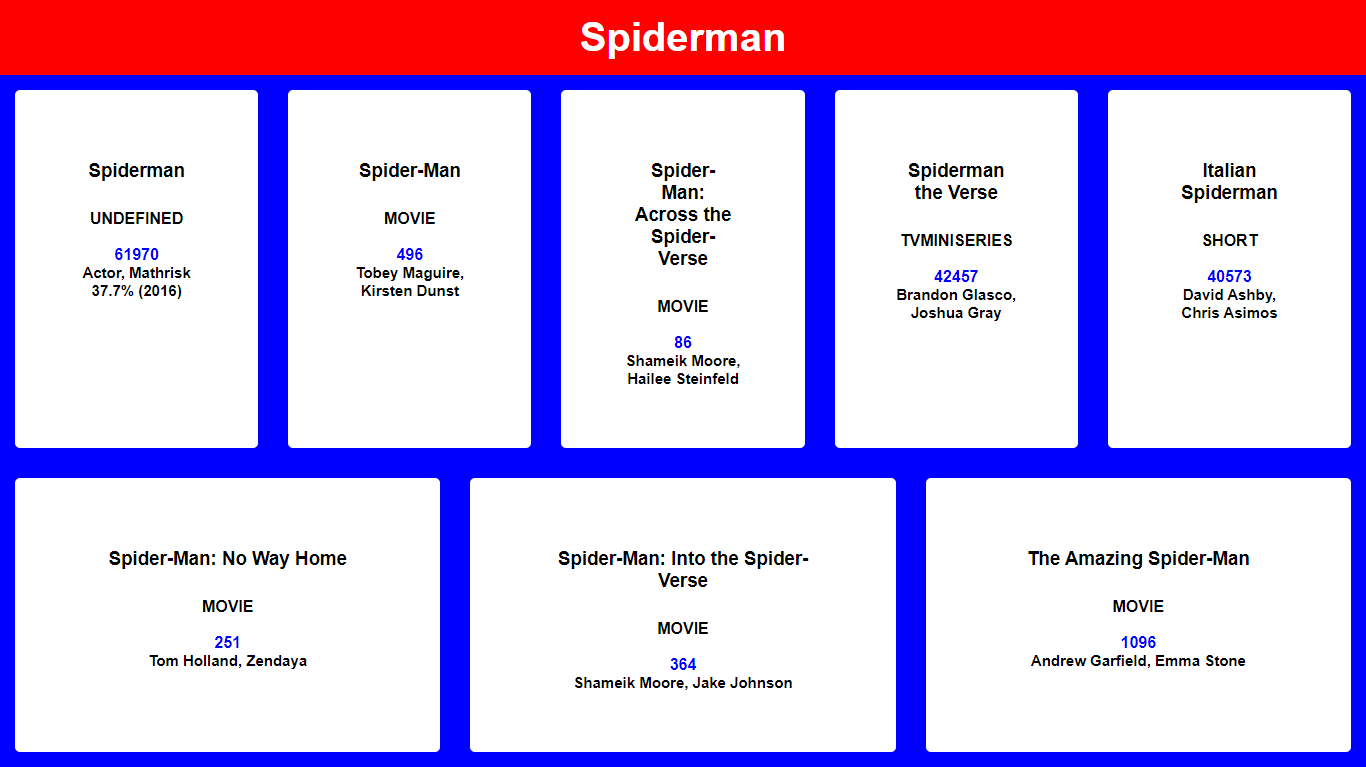 Spiderman
Spiderman
UNDEFINED
61970
Actor, Mathrisk
37.7% (2016)
Spider-Man
MOVIE
496
Tobey Maguire,
Kirsten Dunst
Spider-
Man:
Across the
Spider-
Verse
MOVIE
86
Shameik Moore,
Hailee Steinfeld
Spiderman
the Verse
TVMINISERIES
42457
Brandon Glasco,
Joshua Gray
Italian
Spiderman
SHORT
40573
David Ashby,
Chris Asimos
Spider-Man: No Way Home
MOVIE
251
Tom Holland, Zendaya
Spider-Man: Into the Spider-
Verse
MOVIE
364
Shameik Moore, Jake Johnson
The Amazing Spider-Man
MOVIE
1096
Andrew Garfield, Emma Stone